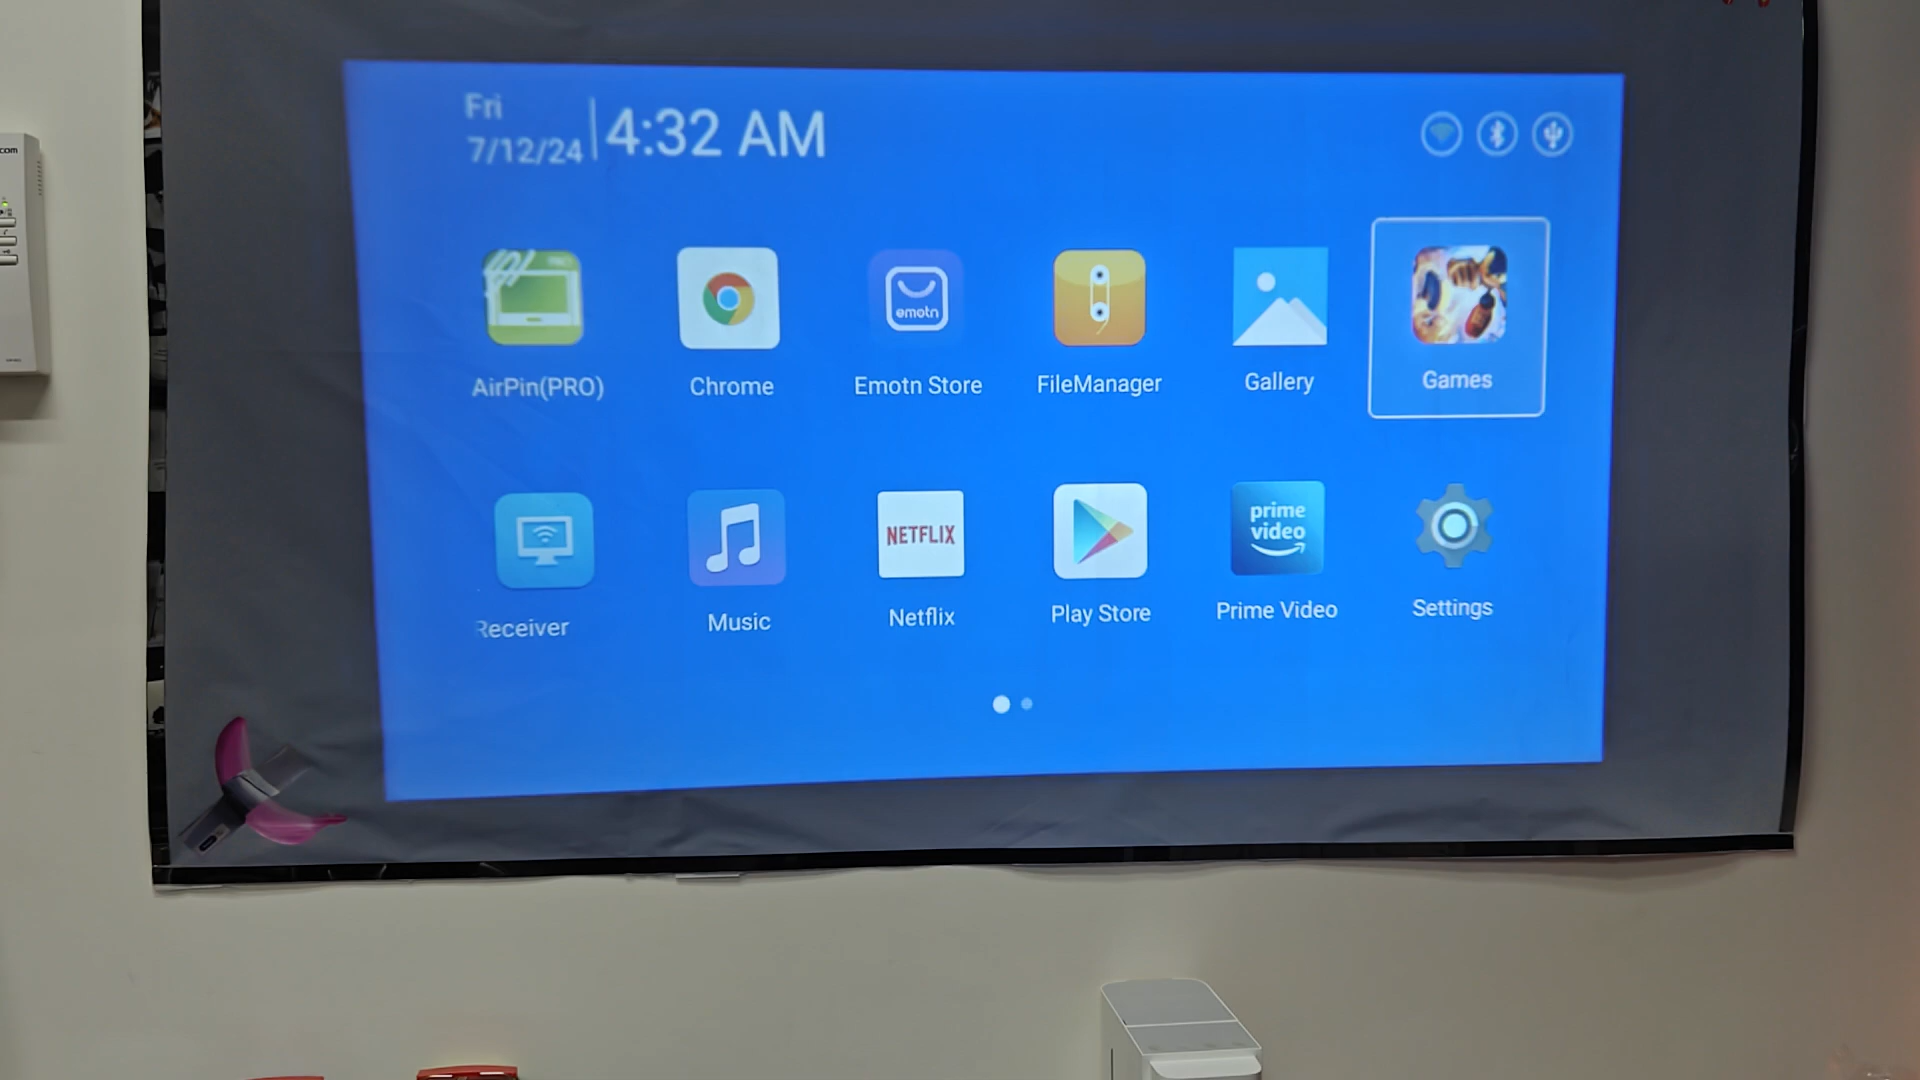 Fri
7/12/24
4:32 AM
com
emotn
AirPin(PRO)
Chrome
Emotn Store
FileManager
Gallery
Games
NETFLIX
prime
video
Receiver
Music
Netflix
Play Store
Prime Video
Settings